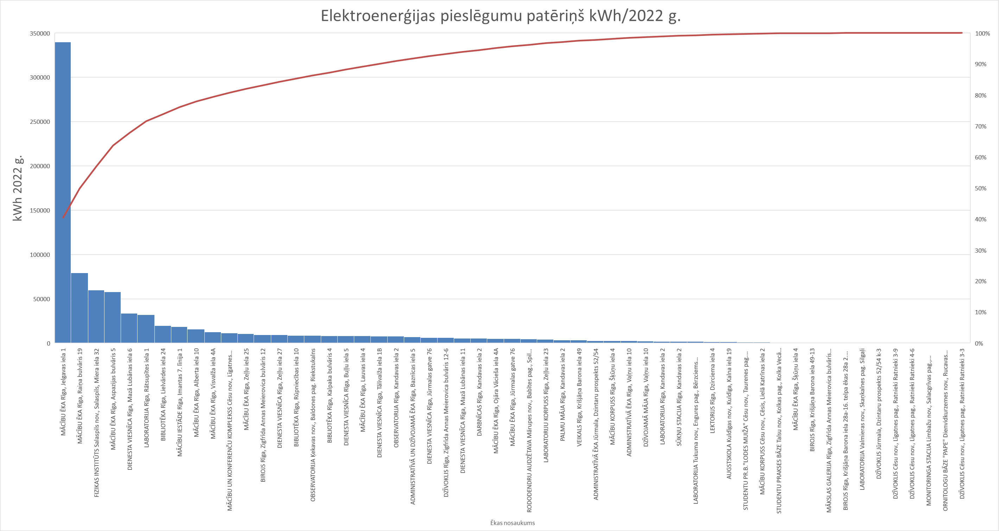 Elektroenerģijas pieslēgumu patēriņš kWh/2022 g.
kWh 2022 g.
350000
300000
250000
200000
150000
100000
50000
0
100%
90%
80%
70%
60%
50%
40%
30%
20%
10%
0%
MĀCĪBU ĒKA Rīga, Jelgavas iela 1
MĀCĪBU ĒKA Rīga, Raiņa bulvāris 19
FIZIKAS INSTITŪTS Salaspils nov., Salaspils, Miera iela 32
MĀCĪBU ĒKA Rīga, Aspazijas bulvāris 5
DIENESTA VIESNĪCA Rīga, Mazā Lubānas iela 6
LABORATORIJA Rīga, Rātsupītes iela 1
BIBLIOTĒKA Rīga, Lielvārdes iela 24
MĀCĪBU IESTĀDE Rīga, Imantas 7. līnija 1
MĀCĪBU ĒKA Rīga, Alberta iela 10
MĀCĪBU ĒKA Rīga, Visvalža iela 4A
MĀCĪBU UN KONFERENČU KOMPLEKSS Cēsu nov., Līgatnes...
MĀCĪBU ĒKA Rīga, Zeļļu iela 25
BIROJS Rīga, Zigfrīda Annas Meierovica bulvāris 12
DIENESTA VIESNĪCA Rīga, Zeļļu iela 27
BIBLIOTĒKA Rīga, Rūpniecības iela 10
OBSERVATORIJA Ķekavas nov., Baldones pag. Riekstukalns
BIBLIOTĒKA Rīga, Kalpaka bulvāris 4
DIENESTA VIESNĪCA Rīga, Buļļu iela 5
MĀCĪBU ĒKA Rīga, Lauvas iela 4
DIENESTA VIESNĪCA Rīga, Tālivalža iela 1B
OBSERVATORIJA Rīga, Kandavas iela 2
ADMINISTRATĪVĀ UN DZĪVOJAMĀ ĒKA Rīga, Baznīcas iela 5
DIENESTA VIESNĪCA Rīga, Jūrmalas gatve 76
DZĪVOKLIS Rīga, Zigfrīda Annas Meierovica bulvāris 12-6
DIENESTA VIESNĪCA Rīga, Mazā Lubānas iela 11
DARBNĪCAS Rīga, Kandavas iela 2
MĀCĪBU ĒKA Rīga, Ojāra Vācieša iela 4A
MĀCĪBU ĒKA Rīga, Jūrmalas gatve 76
RODODENDRU AUDZĒTAVA Mārupes nov., Babītes pag., Spil...
LABORATORIJU KORPUSS Rīga, Zeļļu iela 23
PALMU MĀJA Rīga, Kandavas iela 2
VEIKALS Rīga, Krišjāņa Barona iela 49
ADMINISTRATĪVĀ ĒKA Jūrmala, Dzintaru prospekts 52/54
MĀCĪBU KORPUSS Rīga, Šķūņu iela 4
ADMINISTRATĪVĀ ĒKA Rīga, Vaļņu iela 10
DZĪVOJAMĀ MĀJA Rīga, Vaļņu iela 10
LABORATORIJA Rīga, Kandavas iela 2
SŪKŅU STACIJA Rīga, Kandavas iela 2
LABORATORIJA Tukuma nov., Engures pag., Bērzciems...
LEKTORIJS Rīga, Dzirciema iela 4
AUGSTSKOLA Kuldīgas nov., Kuldīga, Kalna iela 19
STUDENTU PR.B."LODES MUIŽA" Cēsu nov., Taurenes pag....
MĀCĪBU KORPUSS Cēsu nov., Cēsis, Lielā Katrīnas iela 2
STUDENTU PRAKSES BĀZE Talsu nov., Kolkas pag., Kolka Vecā...
MĀCĪBU ĒKA Rīga, Šķūņu iela 4
BIROJS Rīga, Krišjāņa Barona iela 49-13
MĀKSLAS GALERIJA Rīga, Zigfrīda Annas Meierovica bulvāris...
BIROJS Rīga, Krišjāņa Barona iela 28a-16. telpa ēkas 28a 2....
LABORATORIJA Valmieras nov., Skaņkalnes pag. Silgaļi
DZĪVOKLIS Jūrmala, Dzintaru prospekts 52/54 k-3
DZĪVOKLIS Cēsu nov., Līgatnes pag., Ratnieki Ratnieki 3-9
DZĪVOKLIS Cēsu nov., Līgatnes pag., Ratnieki Ratnieki 4-6
MONITORINGA STACIJA Limbažu nov., Salacgrīvas pag.,...
ORNITOLOGU BĀZE "PAPE" Dienvidkurzemes nov., Rucavas...
DZĪVOKLIS Cēsu nov., Līgatnes pag., Ratnieki Ratnieki 3-3
Ēkas nosaukums